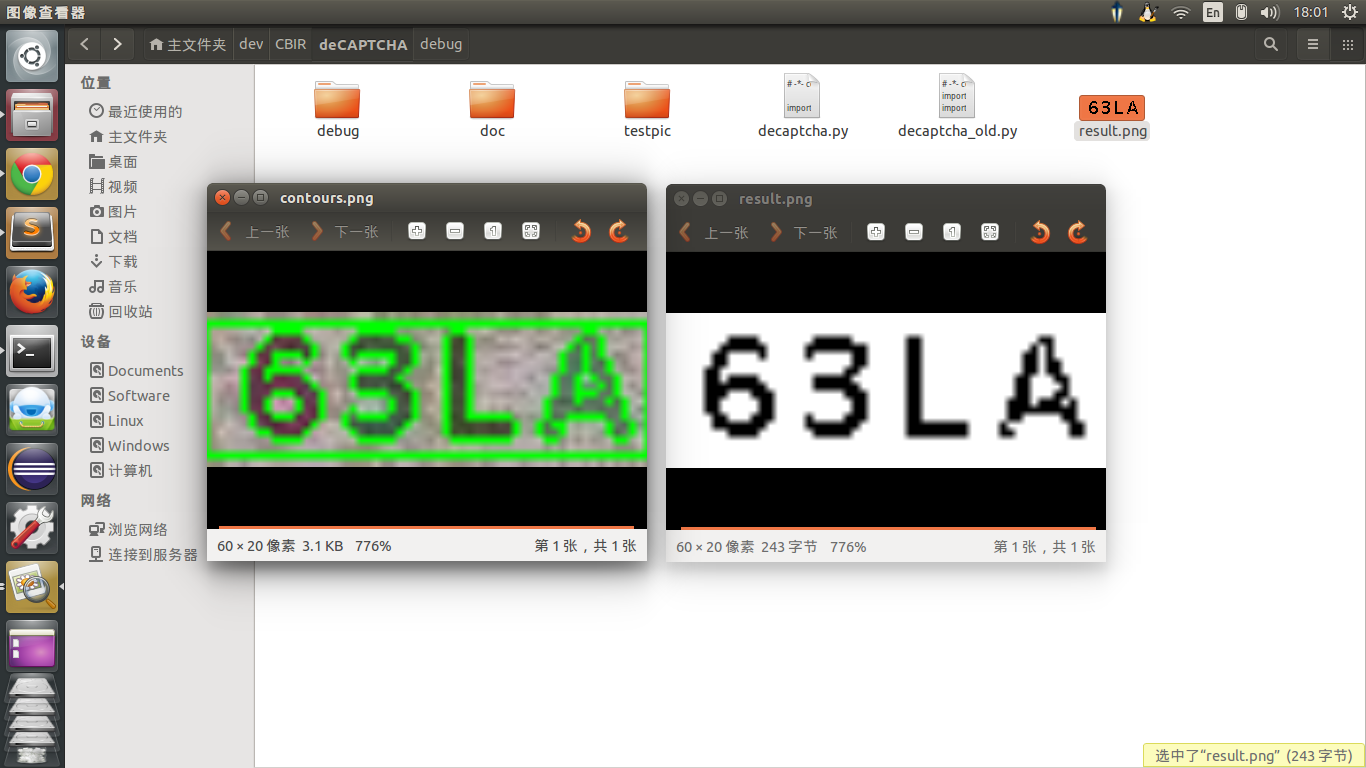 图像查看器
En
18:01
主文件夹 dev CBIR deCAPTCHA debug
位置
最近使用的
主文件夹
桌面
视频
图片
文档
下载
音乐
回收站
设备
Documents
Software
Linux
Windows
计算机
网络
浏览网络
连接到服务器
debug
doc
testpic
# -*- c
import
decaptcha.py
# -*- c
import
import
decaptcha_old.py
63LA
result.png
contours.png
上一张 下一张
63LA
60 × 20 像素 3.1 KB 776%
第 1 张，共 1 张
result.png
上一张 下一张
63LA
60 × 20 像素 243 字节 776%
第 1 张，共 1 张
选中了“result.png” (243 字节)